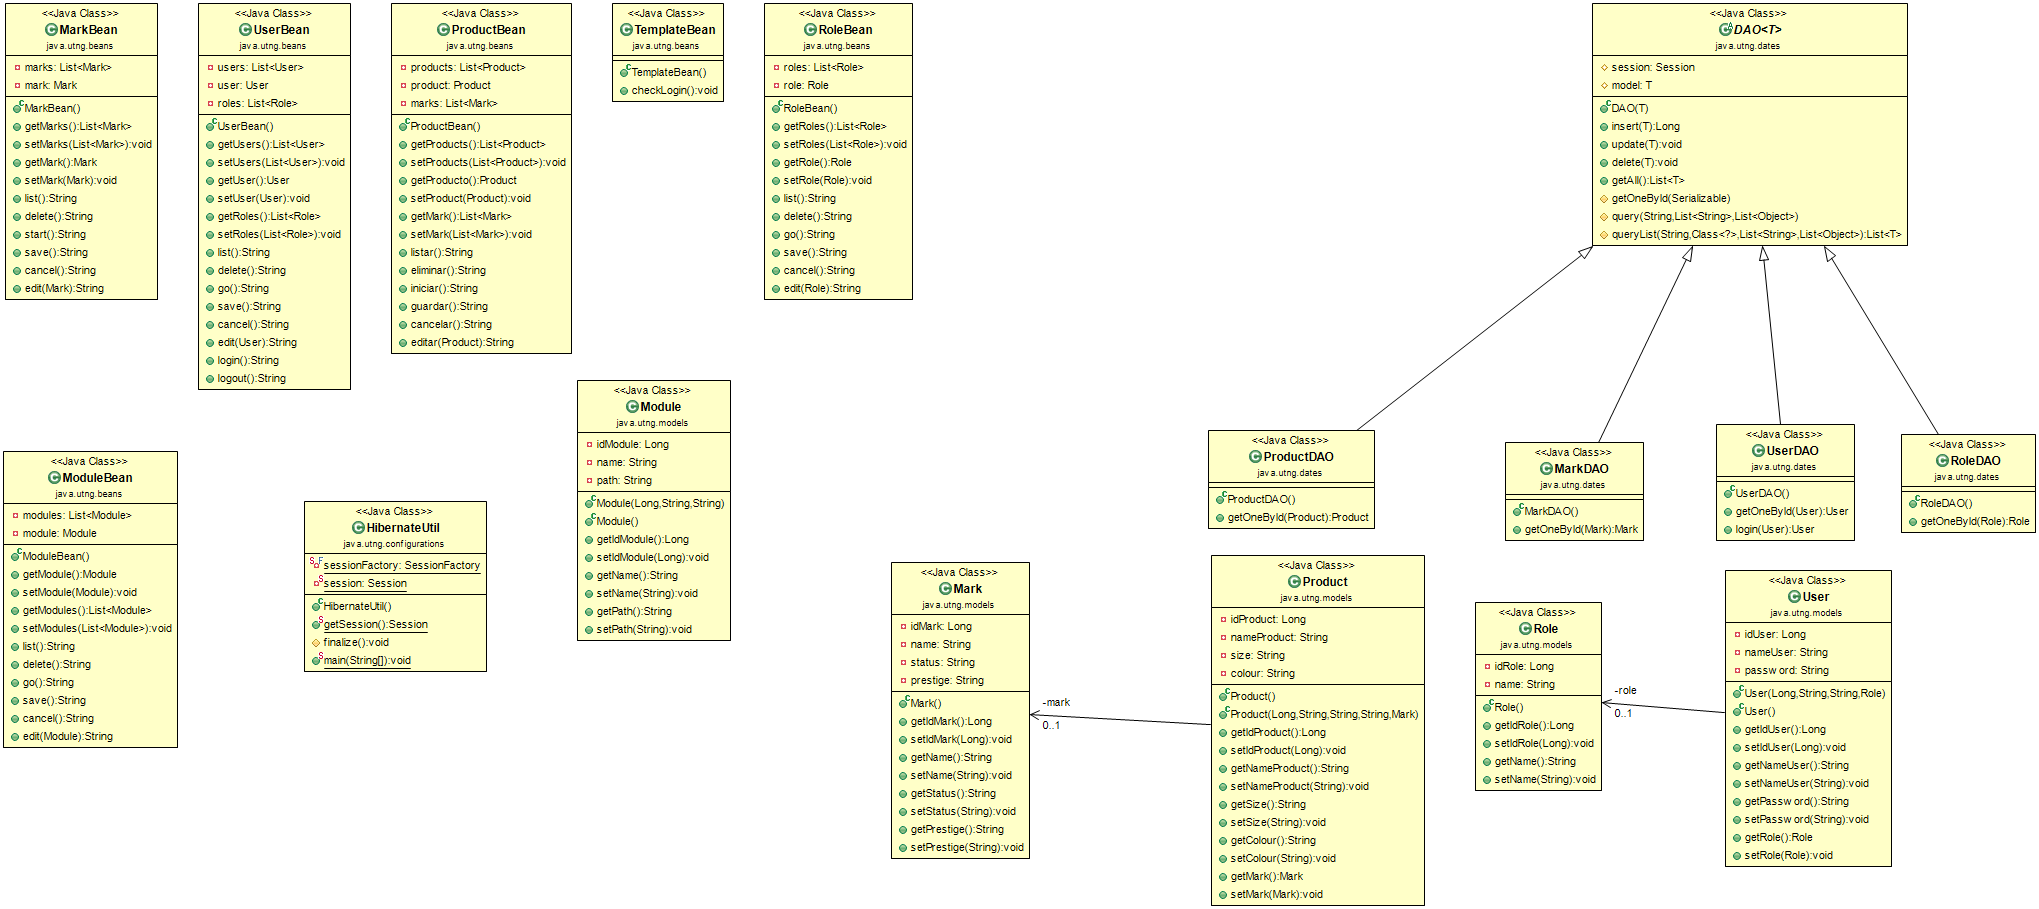 <<Java Class>>
MarkBean
java.utng.beans
marks: List<Mark>
mark: Mark
MarkBean()
getMarks():List<Mark>
setMarks(List<Mark>):void
getMark():Mark
setMark(Mark):void
list():String
delete():String
start():String
save():String
cancel():String
edit(Mark):String
<<Java Class>>
UserBean
java.utng.beans
users: List<User>
user: User
roles: List<Role>
UserBean()
getUsers():List<User>
setUsers(List<User>):void
getUser():User
setUser(User):void
getRoles():List<Role>
setRoles(List<Role>):void
list():String
delete():String
go():String
save():String
cancel():String
edit(User):String
login():String
logout():String
<<Java Class>>
ProductBean
java.utng.beans
products: List<Product>
product: Product
marks: List<Mark>
ProductBean()
getProducts():List<Product>
setProducts(List<Product>):void
getProducto():Product
setProduct(Product):void
getMark():List<Mark>
setMark(List<Mark>):void
listar():String
eliminar():String
iniciar():String
guardar():String
cancelar():String
editar(Product):String
<<Java Class>>
TemplateBean
java.utng.beans
TemplateBean()
checkLogin():void
<<Java Class>>
RoleBean
java.utng.beans
roles: List<Role>
role: Role
RoleBean()
getRoles():List<Role>
setRoles(List<Role>):void
getRole():Role
setRole(Role):void
list():String
delete():String
go():String
save():String
cancel():String
edit(Role):String
<<Java Class>>
DAO<T>
java.utng.dates
session: Session
model: T
DAO(T)
insert(T):Long
update(T):void
delete(T):void
getAll():List<T>
getOneById(Serializable)
query(String,List<String>,List<Object>)
queryList(String,Class<?>,List<String>,List<Object>):List<T>
<<Java Class>>
Module
java.utng.models
idModule: Long
name: String
path: String
Module(Long,String,String)
Module()
getIdModule():Long
setIdModule(Long):void
getName():String
setName(String):void
getPath():String
setPath(String):void
<<Java Class>>
ModuleBean
java.utng.beans
modules: List<Module>
module: Module
ModuleBean()
getModule():Module
setModule(Module):void
getModules():List<Module>
setModules(List<Module>):void
list():String
delete():String
go():String
save():String
cancel():String
edit(Module):String
<<Java Class>>
HibernateUtil
java.utng.configurations
sessionFactory: SessionFactory
session: Session
HibernateUtil()
getSession():Session
finalize():void
main(String[]):void
<<Java Class>>
ProductDAO
java.utng.dates
ProductDAO()
getOneById(Product):Product
<<Java Class>>
MarkDAO
java.utng.dates
MarkDAO()
getOneById(Mark):Mark
<<Java Class>>
UserDAO
java.utng.dates
UserDAO()
getOneById(User):User
login(User):User
<<Java Class>>
RoleDAO
java.utng.dates
RoleDAO()
getOneById(Role):Role
<<Java Class>>
Mark
java.utng.models
idMark: Long
name: String
status: String
prestige: String
Mark()
getIdMark():Long
setIdMark(Long):void
getName():String
setName(String):void
getStatus():String
setStatus(String):void
getPrestige():String
setPrestige(String):void
-mark
0..1
<<Java Class>>
Product
java.utng.models
idProduct: Long
nameProduct: String
size: String
colour: String
Product()
Product(Long,String,String,String,Mark)
getIdProduct():Long
setIdProduct(Long):void
getNameProduct():String
setNameProduct(String):void
getSize():String
setSize(String):void
getColour():String
setColour(String):void
getMark():Mark
setMark(Mark):void
<<Java Class>>
Role
java.utng.models
idRole: Long
name: String
Role()
getIdRole():Long
setIdRole(Long):void
getName():String
setName(String):void
-role
0..1
<<Java Class>>
User
java.utng.models
idUser: Long
nameUser: String
password: String
User(Long,String,String,Role)
User()
getIdUser():Long
setIdUser(Long):void
getNameUser():String
setNameUser(String):void
getPassword():String
setPassword(String):void
getRole():Role
setRole(Role):void